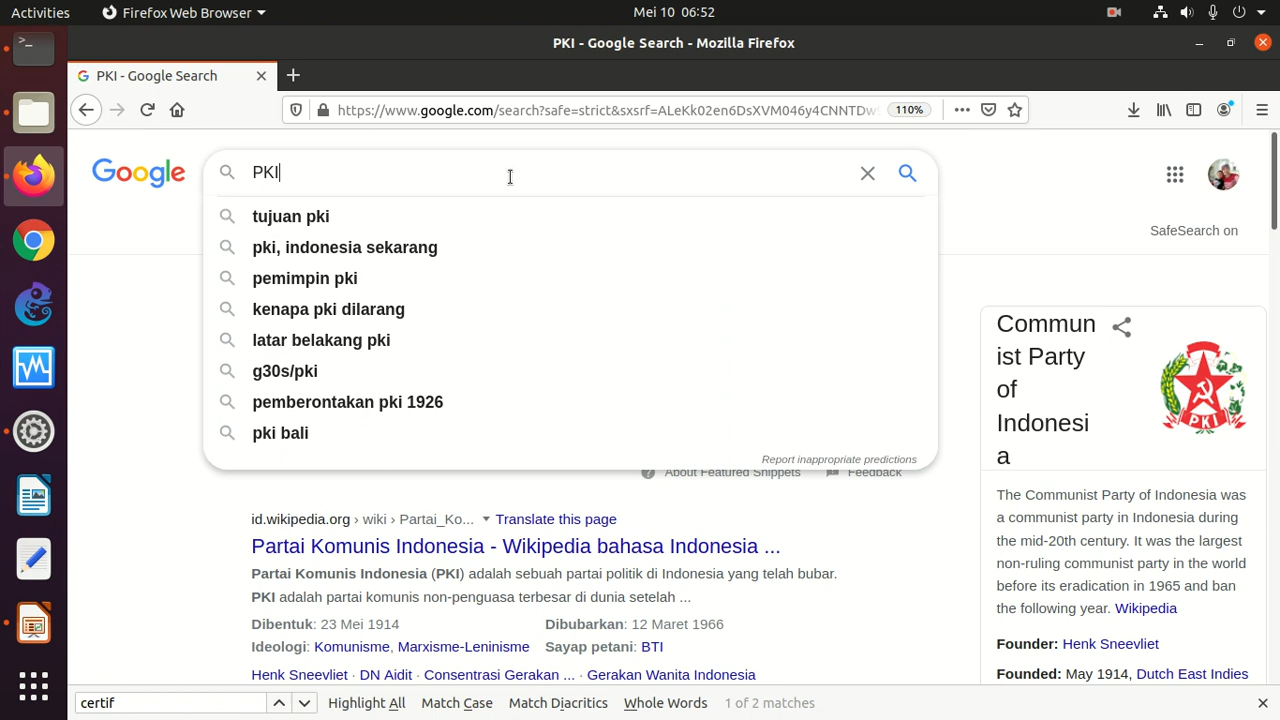 Activities
Firefox Web Browser
Mei 10 06:52
PKI - Google Search - Mozilla Firefox
PKI - Google Search
https://www.google.com/search?safe=strict&sxsrf=ALeKk02en6DsXVM046y4CNNTDw
110%
Google
PKI
SafeSearch on
tujuan pki
pki, indonesia sekarang
pemimpin pki
kenapa pki dilarang
latar belakang pki
g30s/pki
pemberontakan pki 1926
pki bali
Report inappropriate predictions
About Featured Snippets
Feedback
id.wikipedia.org › wiki › Partai_Ko...
Translate this page
Partai Komunis Indonesia - Wikipedia bahasa Indonesia ...
Partai Komunis Indonesia (PKI) adalah sebuah partai politik di Indonesia yang telah bubar.
PKI adalah partai komunis non-penguasa terbesar di dunia setelah ...
Dibentuk: 23 Mei 1914
Dibubarkan: 12 Maret 1966
Ideologi: Komunisme, Marxisme-Leninisme
Sayap petani: BTI
Henk Sneevliet · DN Aidit · Consentrasi Gerakan ... · Gerakan Wanita Indonesia
Commun
ist Party
of
Indonesi
a
PKI
The Communist Party of Indonesia was
a communist party in Indonesia during
the mid-20th century. It was the largest
non-ruling communist party in the world
before its eradication in 1965 and ban
the following year. Wikipedia
Founder: Henk Sneevliet
Founded: May 1914, Dutch East Indies
certif
Highlight All
Match Case
Match Diacritics
Whole Words
1 of 2 matches